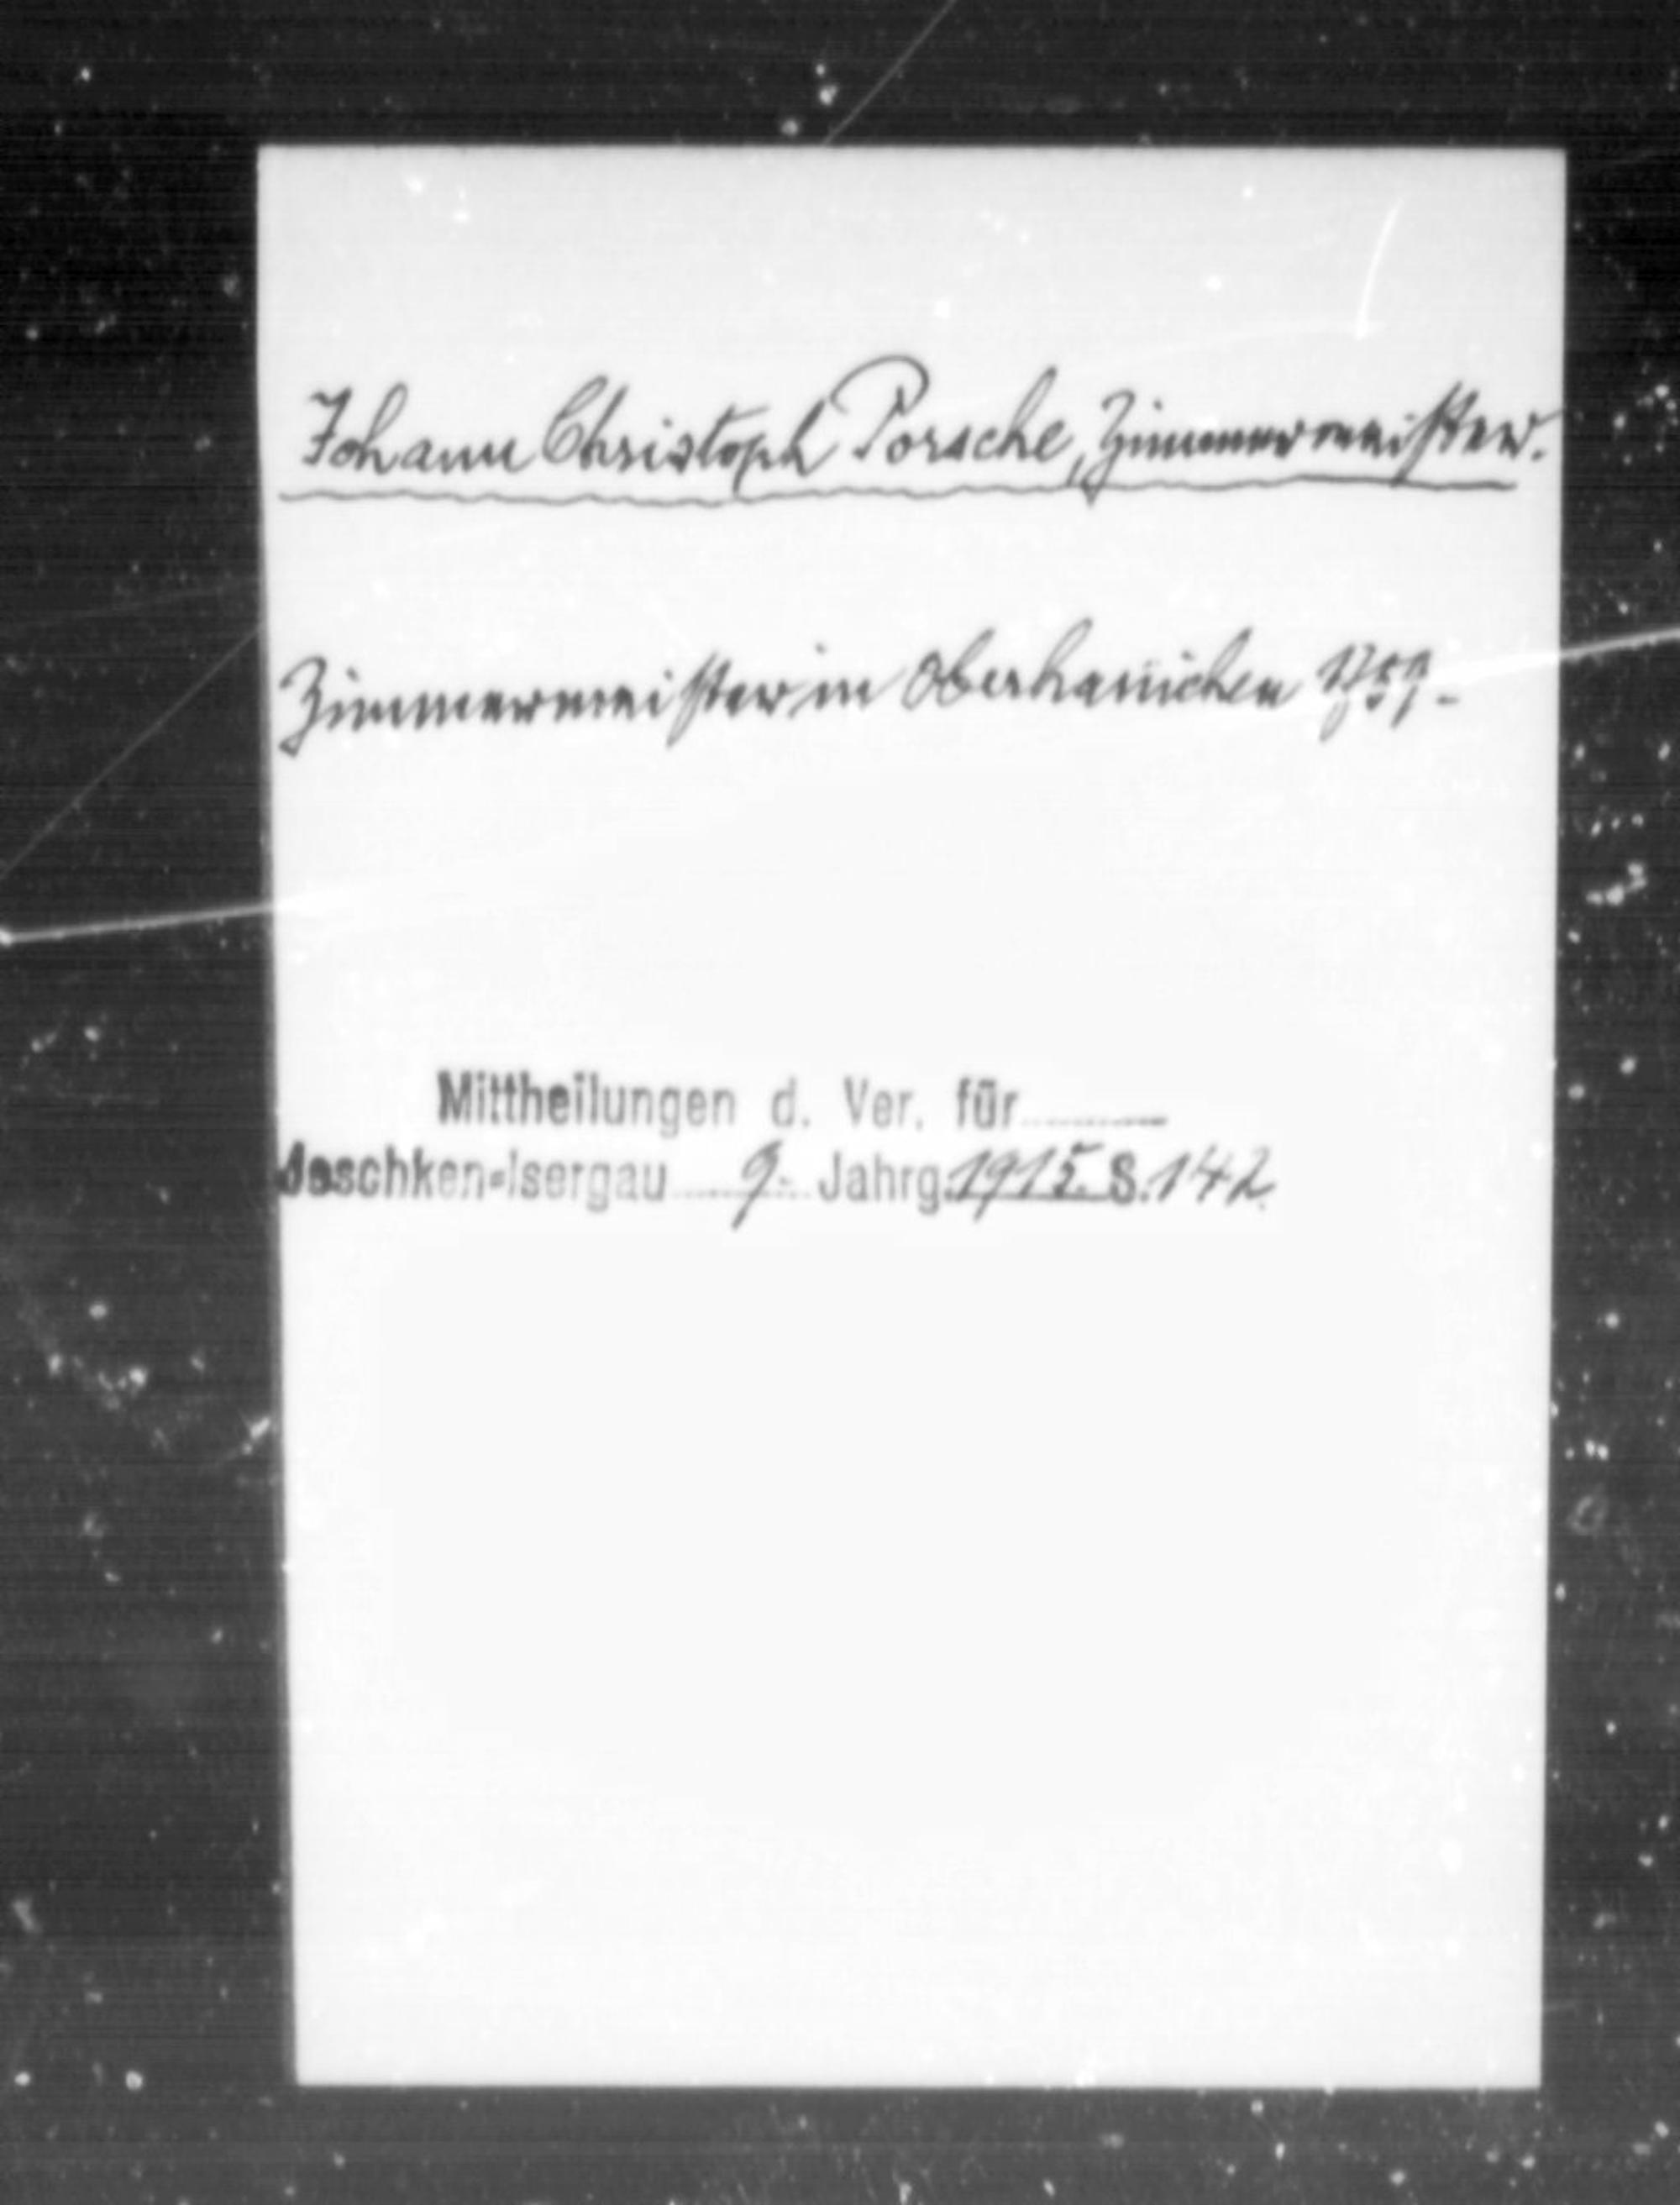 Johann Christoph Porsche, Zimmermeister.
Zimmermeister in Oberhanichen 1759.
Mittheilungen d. Ver. für
Jeschken=Isergau 9. Jahrg. 1915. S. 142.